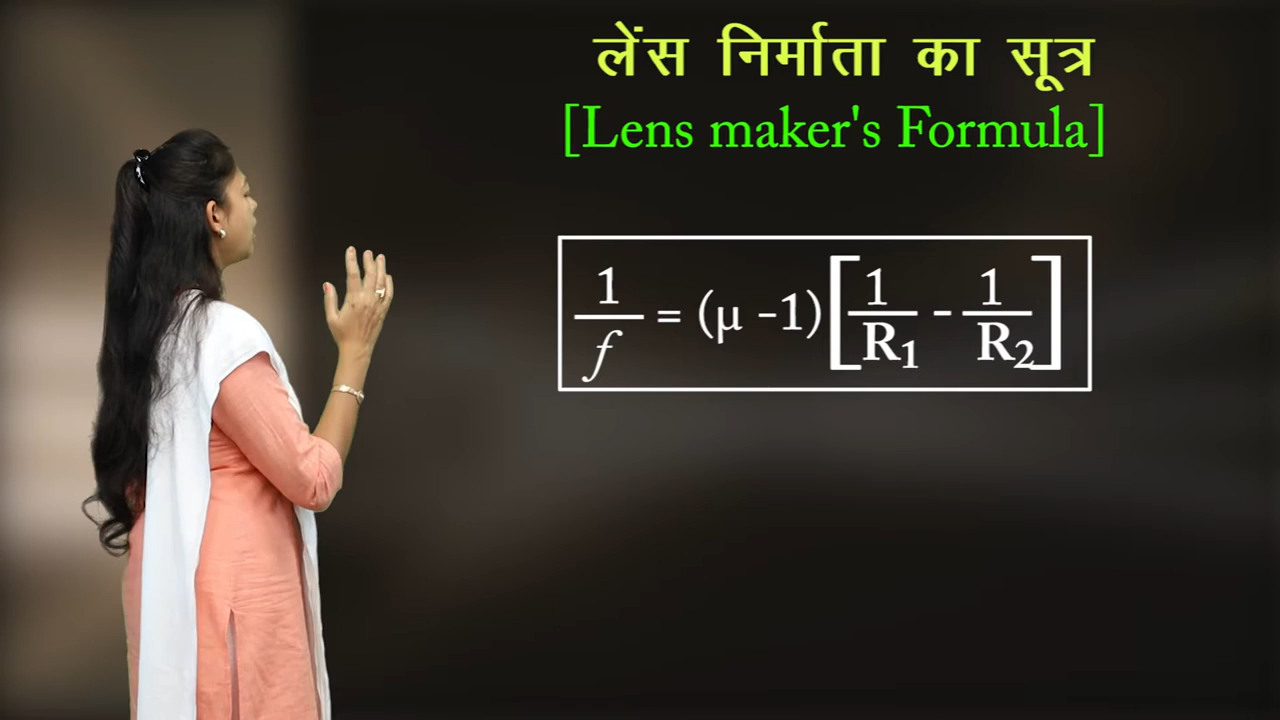 लेंस निर्माता का सूत्र
[Lens maker's Formula]
1/f = (μ -1)[1/R₁ - 1/R₂]